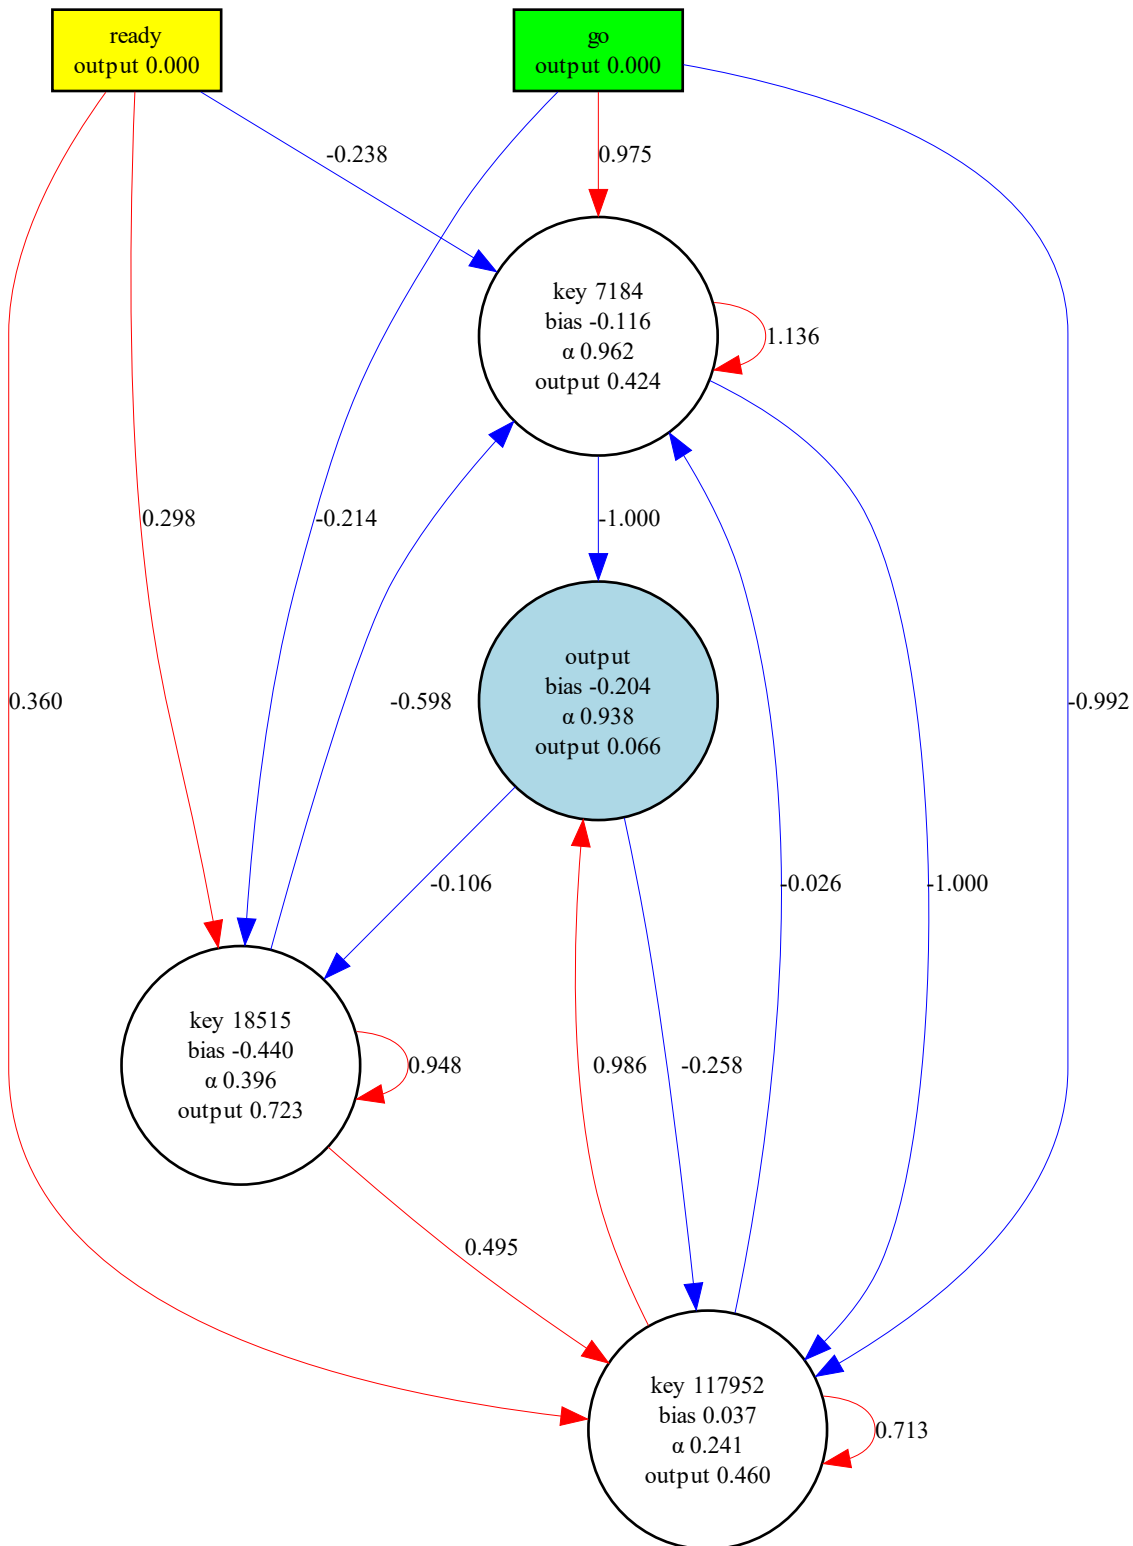 ready
output 0.000
go
output 0.000
-0.238
0.975
key 7184
bias -0.116
α 0.962
output 0.424
1.136
0.298
-0.214
-1.000
output
bias -0.204
α 0.938
output 0.066
0.360
-0.598
-0.992
-0.106
-0.026
-1.000
key 18515
bias -0.440
α 0.396
output 0.723
0.948
0.986
-0.258
0.495
key 117952
bias 0.037
α 0.241
output 0.460
0.713